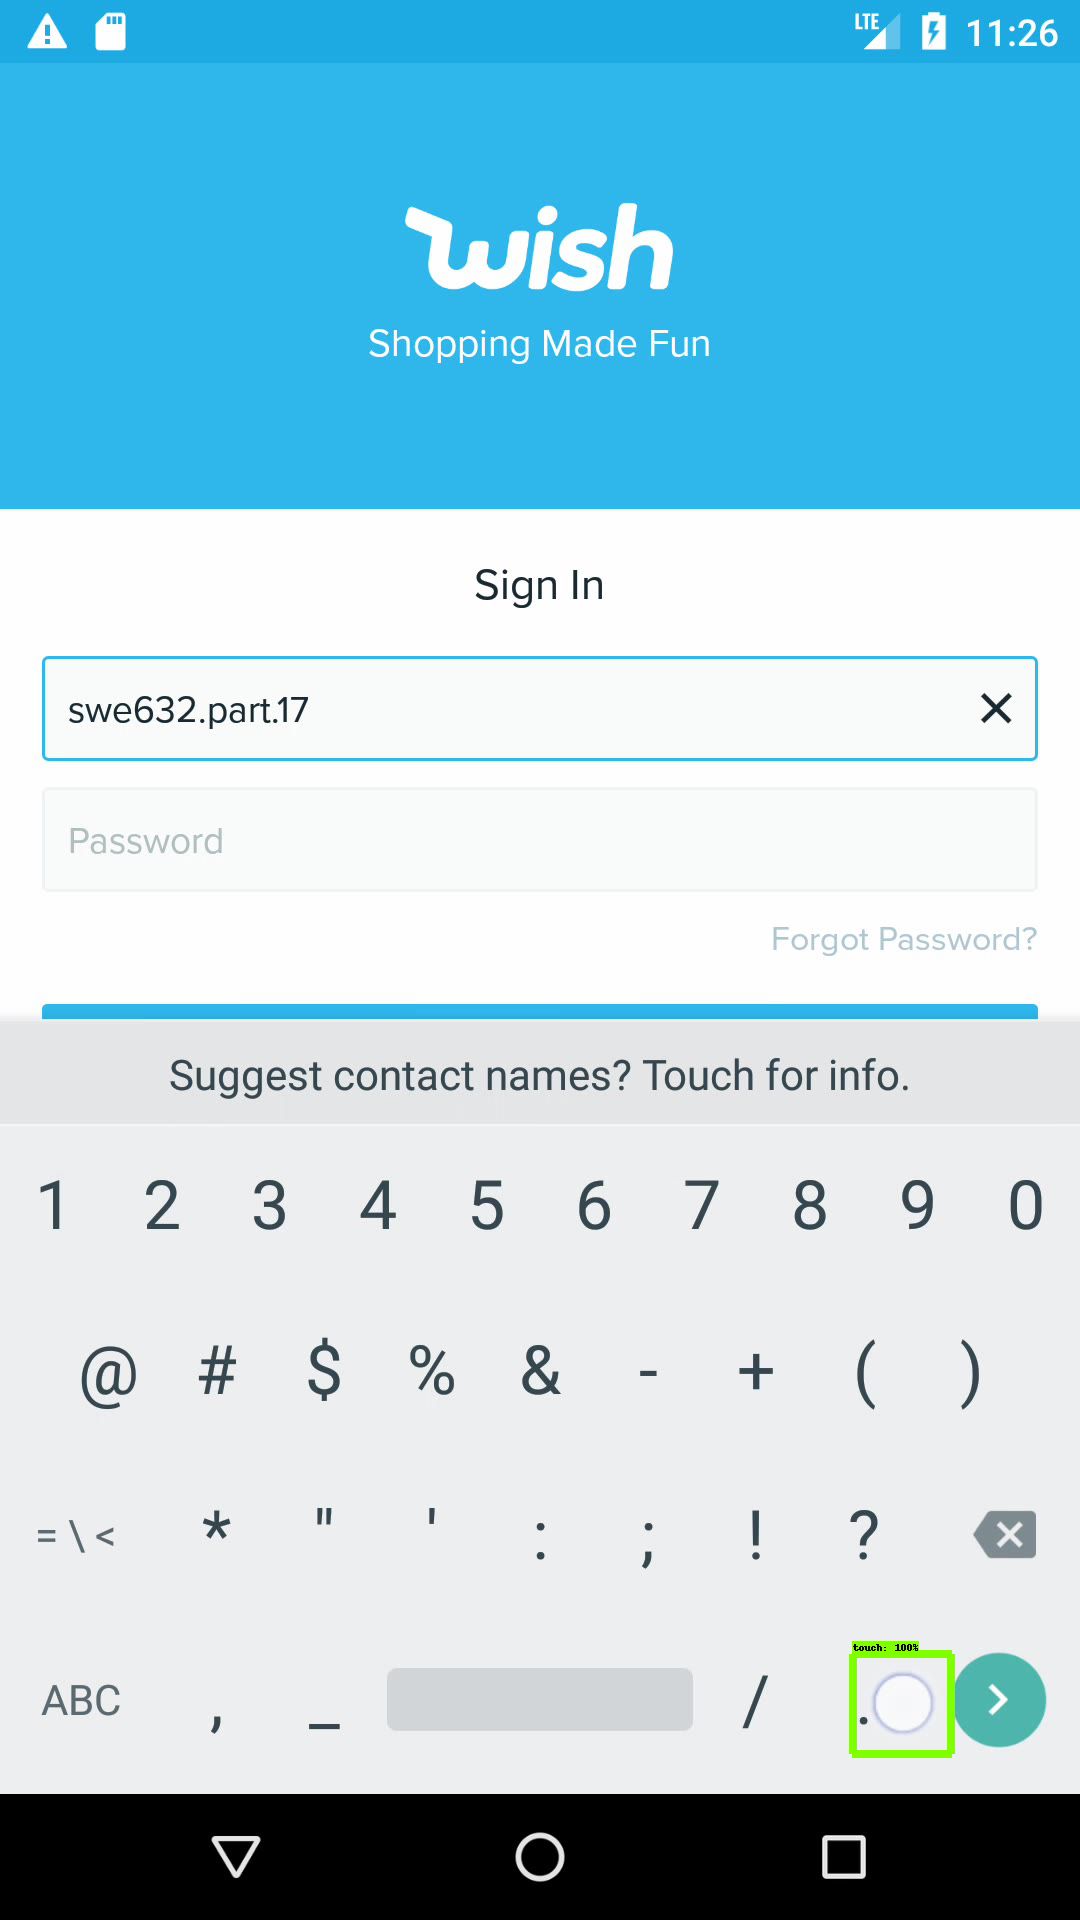 LTE 11:26
wish
Shopping Made Fun
Sign In
swe632.part.17
Password
Forgot Password?
Suggest contact names? Touch for info.
1 2 3 4 5 6 7 8 9 0
@ # $ % & - + ( )
= \ < * " ' : ; ! ?
touch: 100%
ABC , _ / .